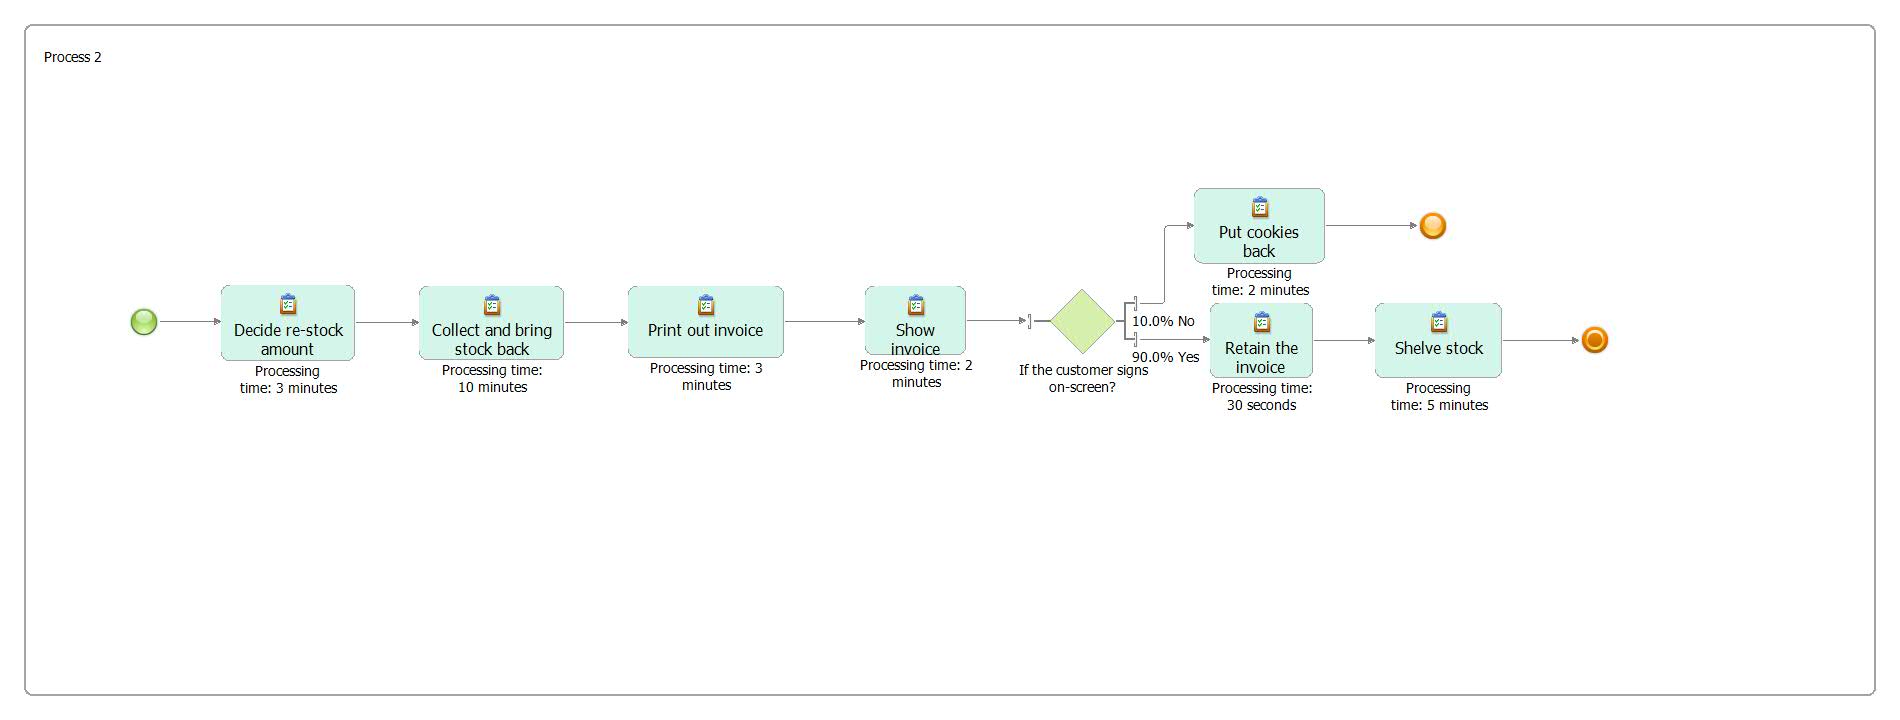 Process 2
Decide re-stock
amount
Processing
time: 3 minutes
Collect and bring
stock back
Processing time:
10 minutes
Print out invoice
Processing time: 3
minutes
Show
invoice
Processing time: 2
minutes
If the customer signs
on-screen?
10.0% No
90.0% Yes
Put cookies
back
Processing
time: 2 minutes
Retain the
invoice
Processing time:
30 seconds
Shelve stock
Processing
time: 5 minutes